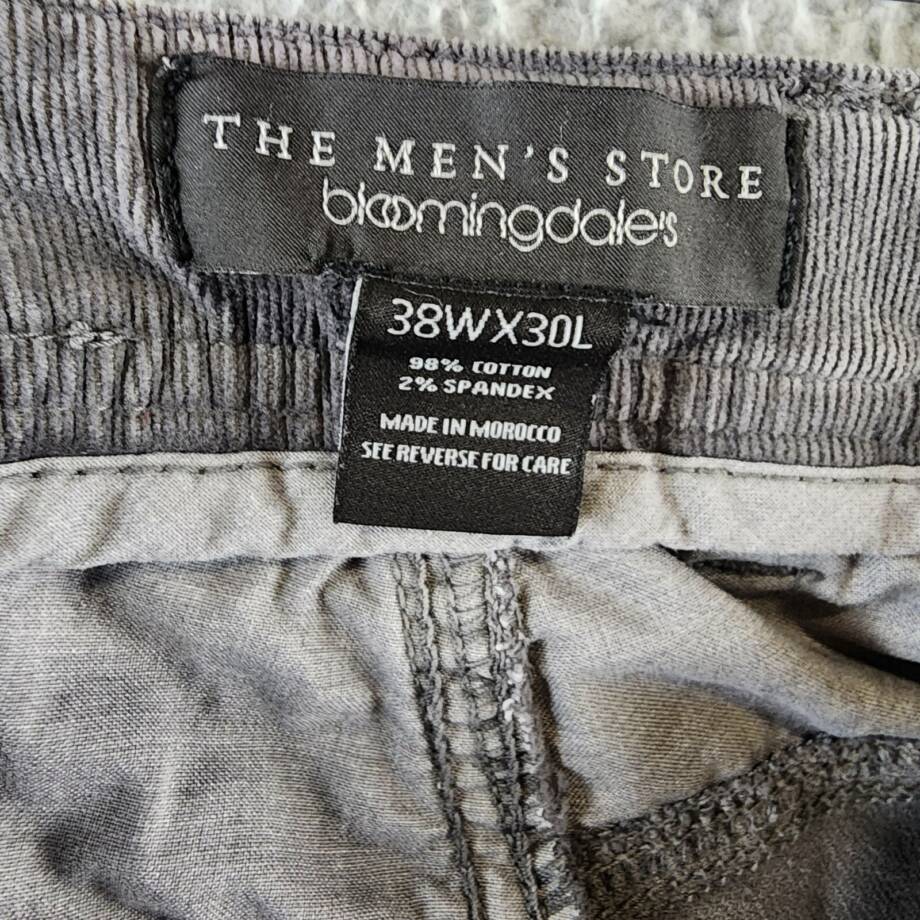 THE MEN'S STORE
bloomingdale's
38WX30L
98% COTTON
2% SPANDEX
MADE IN MOROCCO
SEE REVERSE FOR CARE